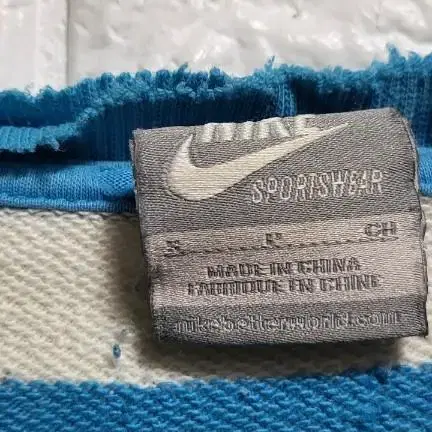 NIKE
SPORTSWEAR
S P CH
MADE IN CHINA
FABRIQUE EN CHINE
nikebetterworld.com